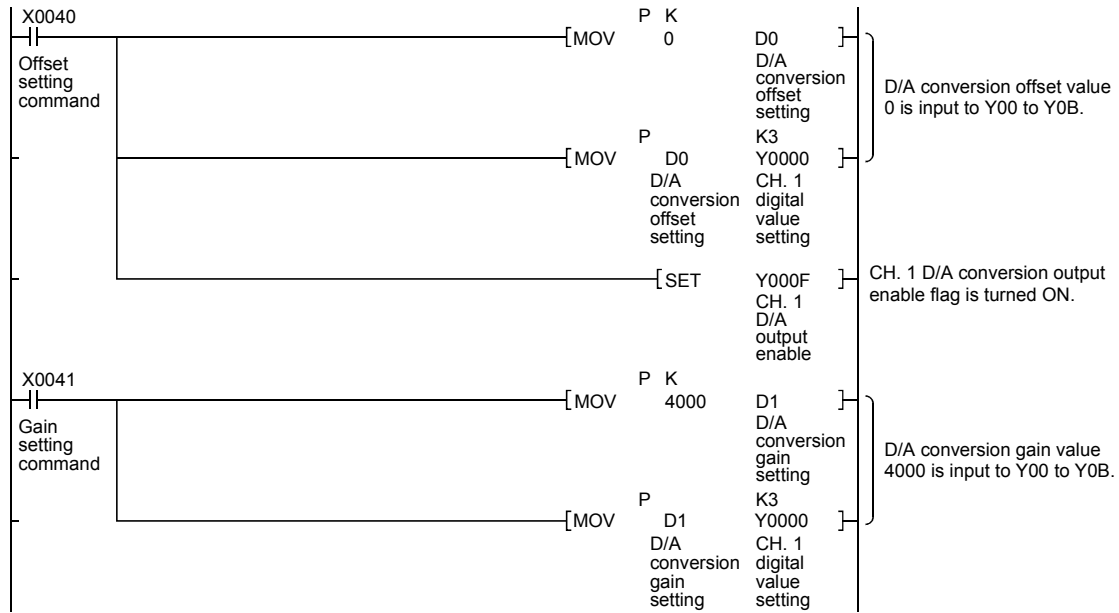 X0040
P K
[MOV 0 D0 ]
Offset
setting
command
D/A
conversion
offset
setting
D/A conversion offset value
0 is input to Y00 to Y0B.
P K3
[MOV D0 Y0000 ]
D/A
conversion
offset
setting
CH. 1
digital
value
setting
[SET Y000F ]
CH. 1
D/A
output
enable
CH. 1 D/A conversion output
enable flag is turned ON.
X0041
P K
[MOV 4000 D1 ]
Gain
setting
command
D/A
conversion
gain
setting
D/A conversion gain value
4000 is input to Y00 to Y0B.
P K3
[MOV D1 Y0000 ]
D/A
conversion
gain
setting
CH. 1
digital
value
setting